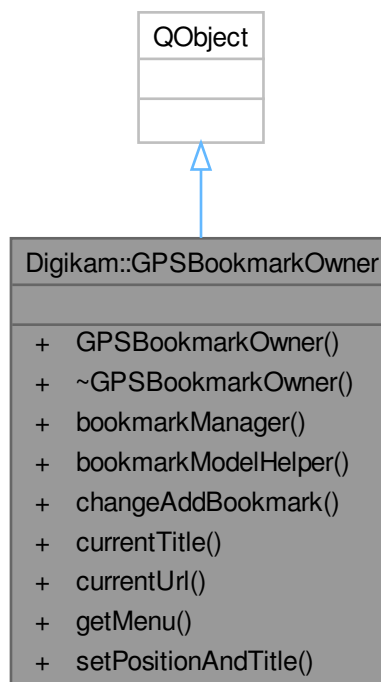 QObject
Digikam::GPSBookmarkOwner
+ GPSBookmarkOwner()
+ ~GPSBookmarkOwner()
+ bookmarkManager()
+ bookmarkModelHelper()
+ changeAddBookmark()
+ currentTitle()
+ currentUrl()
+ getMenu()
+ setPositionAndTitle()